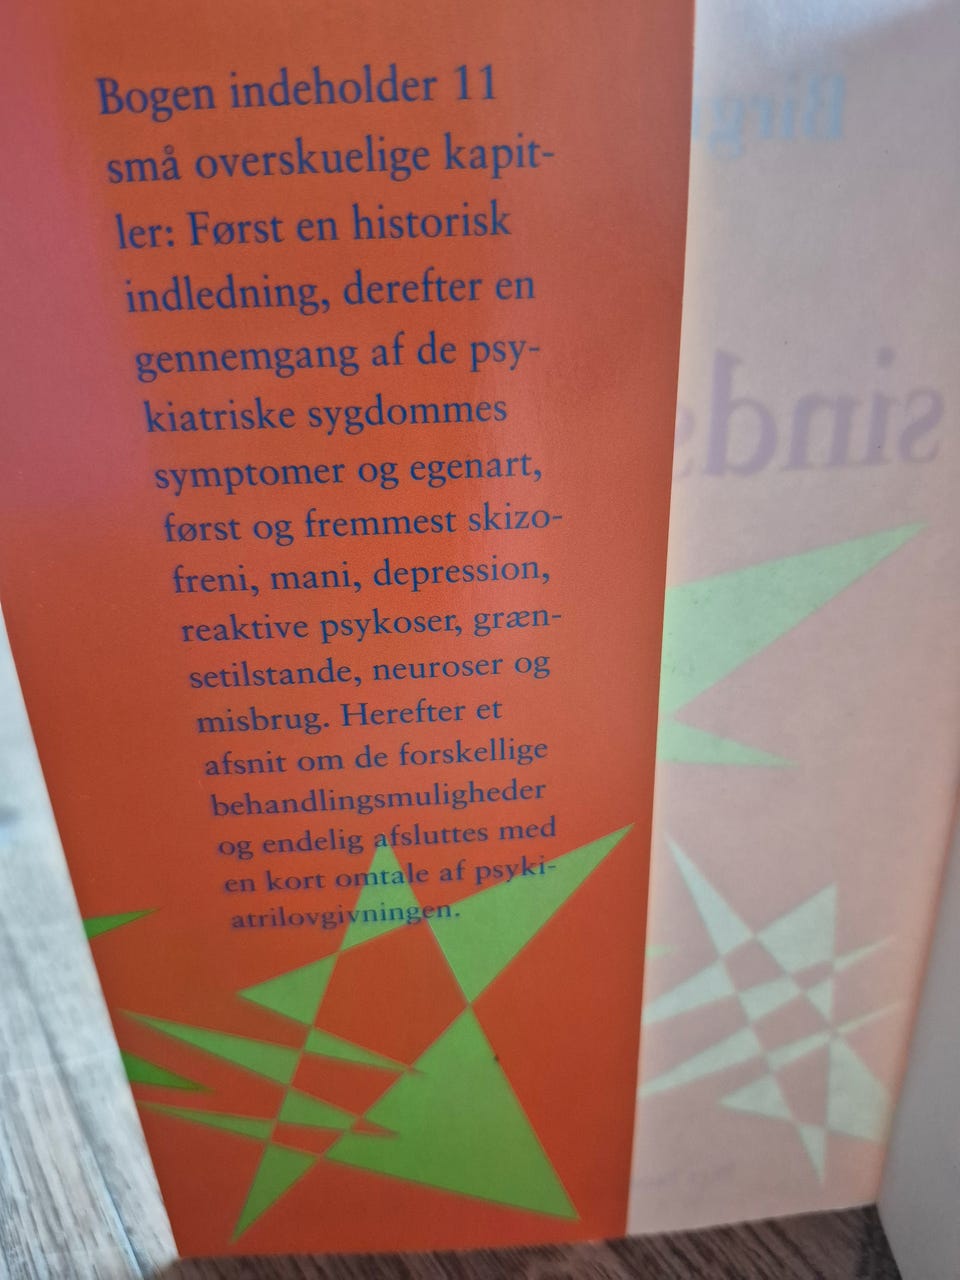 Bogen indeholder 11
små overskuelige kapit-
ler: Først en historisk
indledning, derefter en
gennemgang af de psy-
kiatriske sygdommes
symptomer og egenart,
først og fremmest skizo-
freni, mani, depression,
reaktive psykoser, græn-
setilstande, neuroser og
misbrug. Herefter et
afsnit om de forskellige
behandlingsmuligheder
og endelig afsluttes med
en kort omtale af psyki-
atrilovgivningen.